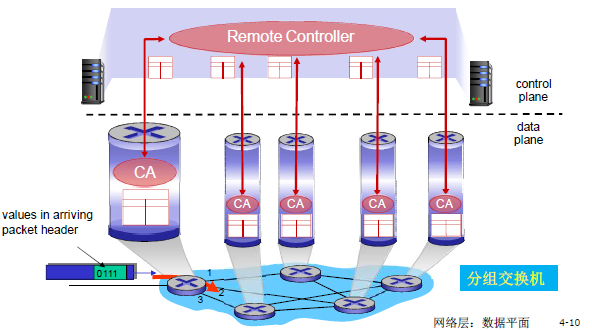 Remote Controller
control
plane
data
plane
CA
CA
CA
CA
CA
values in arriving
packet header
0111
1
2
3
分组交换机
网络层：数据平面 4-10